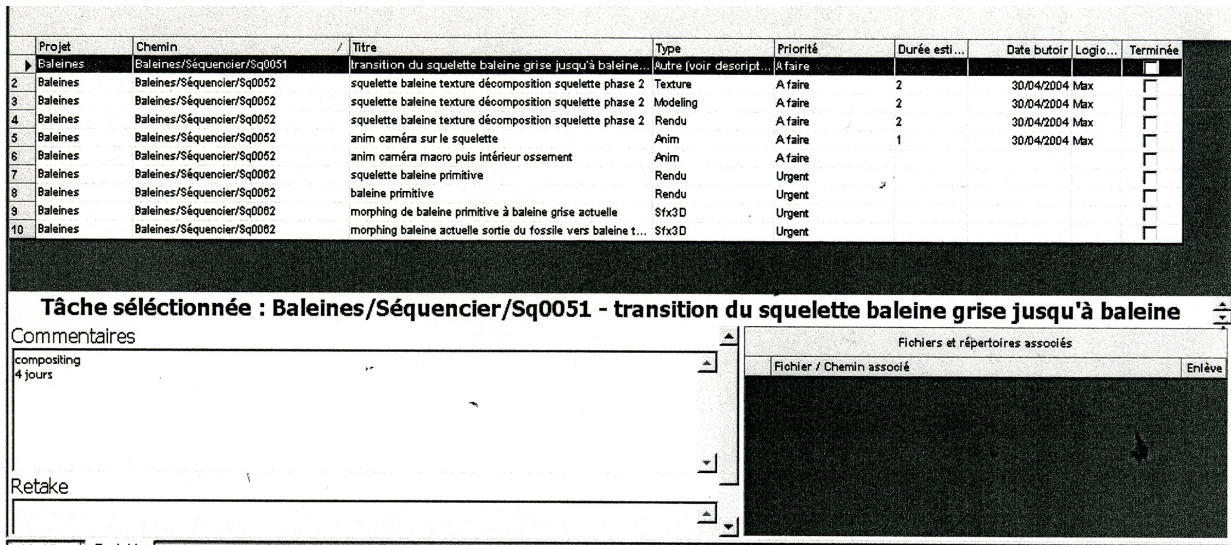 Projet Chemin / Titre Type Priorité Durée esti... Date butoir Logic... Terminée
Baleines Baleines/Séquencier/Sq0051 transition du squelette baleine grise jusqu'à baleine... Autre (voir descript... A faire
2 Baleines Baleines/Séquencier/Sq0052 squelette baleine texture décomposition squelette phase 2 Texture A faire 2 30/04/2004 Max
3 Baleines Baleines/Séquencier/Sq0052 squelette baleine texture décomposition squelette phase 2 Modeling A faire 2 30/04/2004 Max
4 Baleines Baleines/Séquencier/Sq0052 squelette baleine texture décomposition squelette phase 2 Rendu A faire 2 30/04/2004 Max
5 Baleines Baleines/Séquencier/Sq0052 anim caméra sur le squelette Anim A faire 1 30/04/2004 Max
6 Baleines Baleines/Séquencier/Sq0052 anim caméra macro puis intérieur ossement Anim A faire
7 Baleines Baleines/Séquencier/Sq0062 squelette baleine primitive Rendu Urgent
8 Baleines Baleines/Séquencier/Sq0062 baleine primitive Rendu Urgent
9 Baleines Baleines/Séquencier/Sq0062 morphing de baleine primitive à baleine grise actuelle Sfx3D Urgent
10 Baleines Baleines/Séquencier/Sq0062 morphing baleine actuelle sortie du fossile vers baleine t... Sfx3D Urgent
Tâche séléctionnée : Baleines/Séquencier/Sq0051 - transition du squelette baleine grise jusqu'à baleine
Commentaires
compositing
4 jours
Retake
Fichiers et répertoires associés
Fichier / Chemin associé Enlève